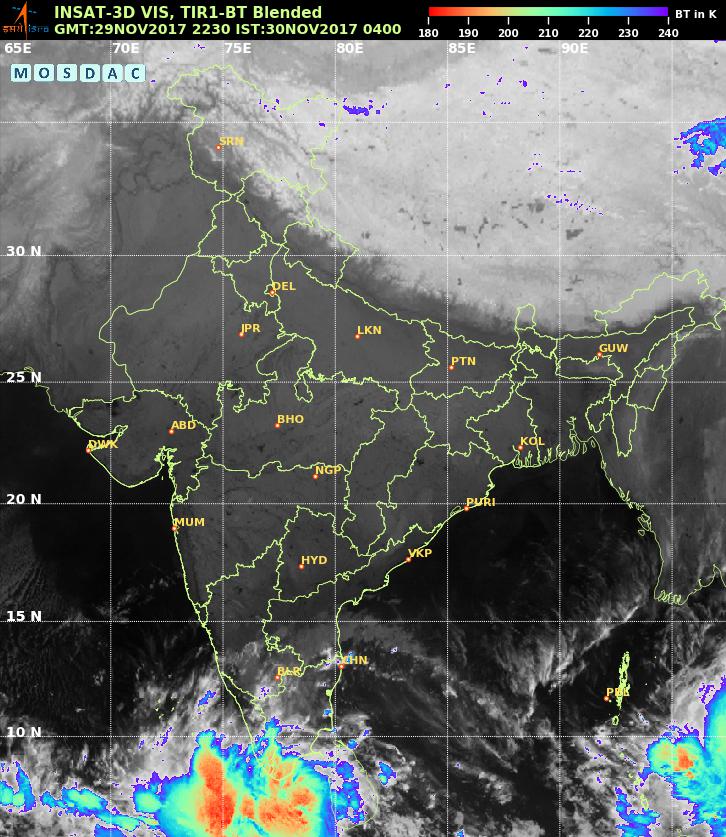 INSAT-3D VIS, TIR1-BT Blended
GMT:29NOV2017 2230 IST:30NOV2017 0400
BT in K
180 190 200 210 220 230 240
65E 70E 75E 80E 85E 90E
MOSDAC
SRN
30 N
DEL
JPR
LKN
GUW
PTN
25 N
ABD
BHO
DWK
KOL
NGP
20 N
PURI
MUM
VKP
HYD
15 N
CHN
BLR
10 N